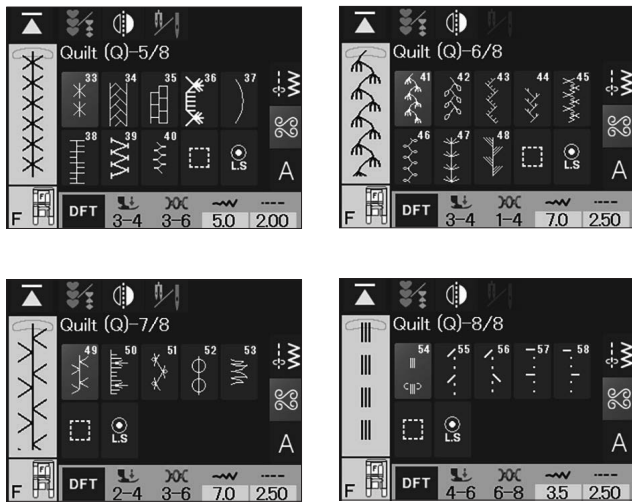 Quilt (Q)-5/8
33 34 35 36 37
38 39 40
L.S
A
F DFT 3-4 3-6 5.0 2.00
Quilt (Q)-6/8
41 42 43 44 45
46 47 48
L.S
A
F DFT 3-4 1-4 7.0 2.50
Quilt (Q)-7/8
49 50 51 52 53
L.S
A
F DFT 2-4 3-6 7.0 2.50
Quilt (Q)-8/8
54 55 56 57 58
L.S
A
F DFT 4-6 6-8 3.5 2.50